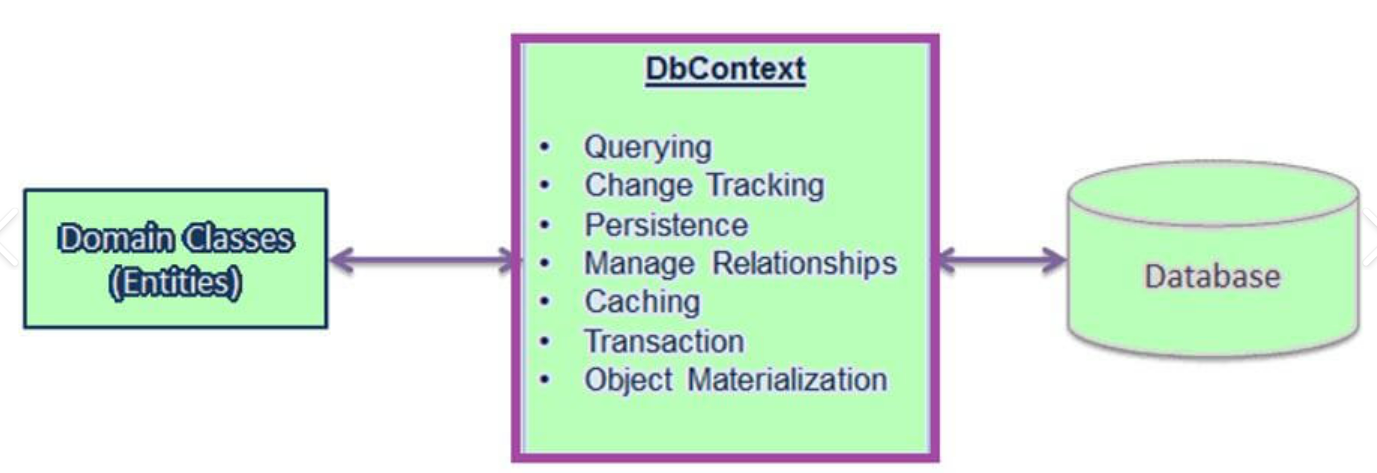 DbContext
• Querying
• Change Tracking
• Persistence
• Manage Relationships
• Caching
• Transaction
• Object Materialization
Domain Classes
(Entities)
Database